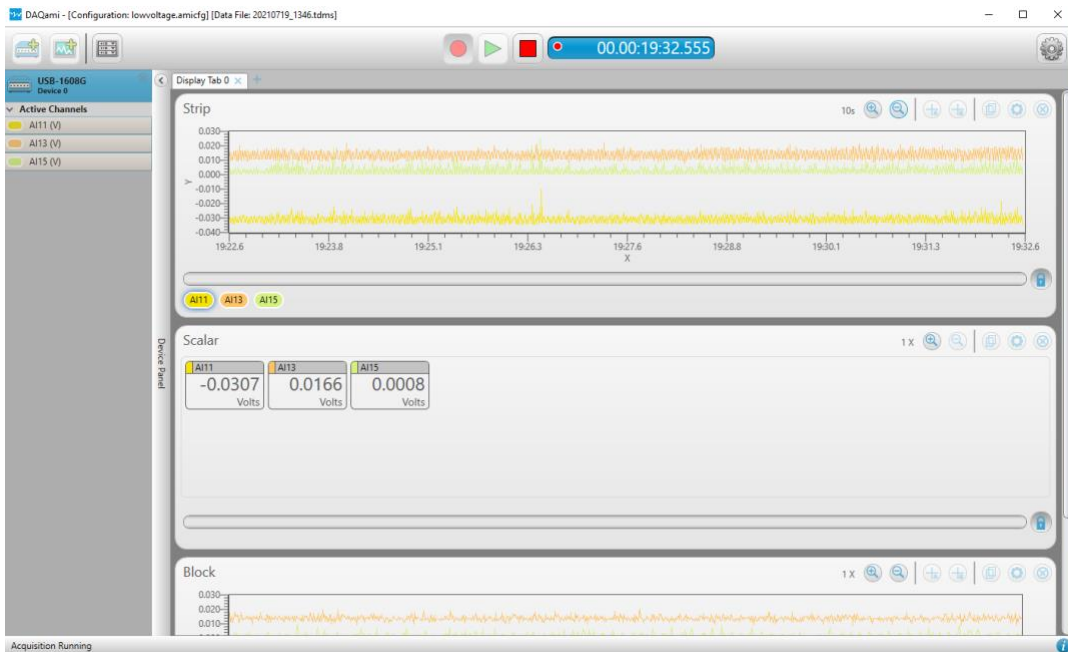 DAQami - [Configuration: lowvoltage.amicfg] [Data File: 20210719_1346.tdms]
00.00:19:32.555
USB-1608G
Device 0
Active Channels
AI11 (V)
AI13 (V)
AI15 (V)
Device Panel
Display Tab 0
Strip
10s
0.030
0.020
0.010
0.000
-0.010
-0.020
-0.030
-0.040
Y
19:22.6 19:23.8 19:25.1 19:26.3 19:27.6 19:28.8 19:30.1 19:31.3 19:32.6
X
AI11 AI13 AI15
Scalar
1 X
AI11 AI13 AI15
-0.0307 0.0166 0.0008
Volts Volts Volts
Block
1 X
0.030
0.020
0.010
Acquisition Running